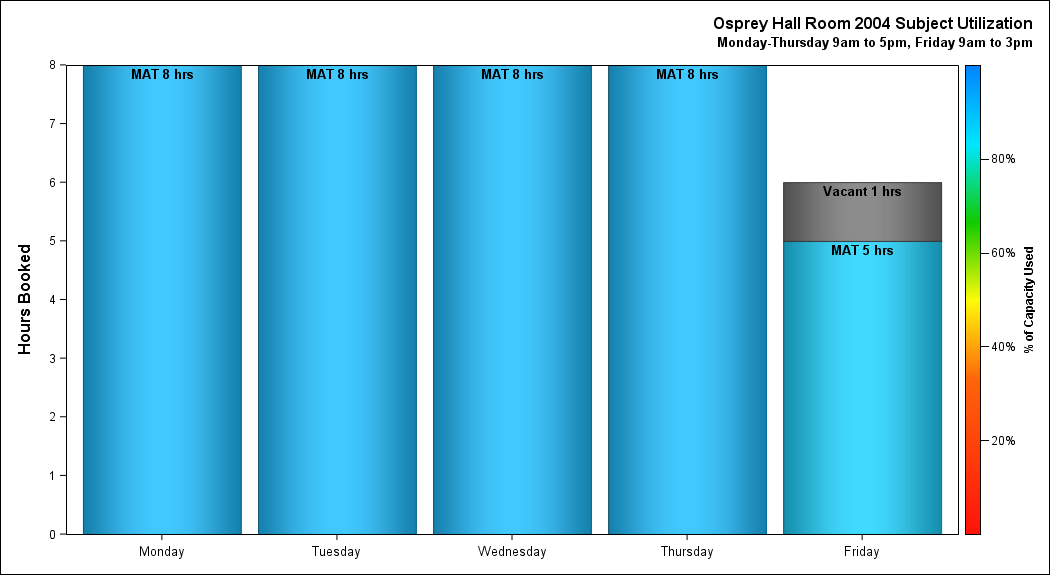 Osprey Hall Room 2004 Subject Utilization
Monday-Thursday 9am to 5pm, Friday 9am to 3pm
Hours Booked
8
7
6
5
4
3
2
1
0
MAT 8 hrs
MAT 8 hrs
MAT 8 hrs
MAT 8 hrs
Vacant 1 hrs
MAT 5 hrs
Monday
Tuesday
Wednesday
Thursday
Friday
80%
60%
40%
20%
% of Capacity Used